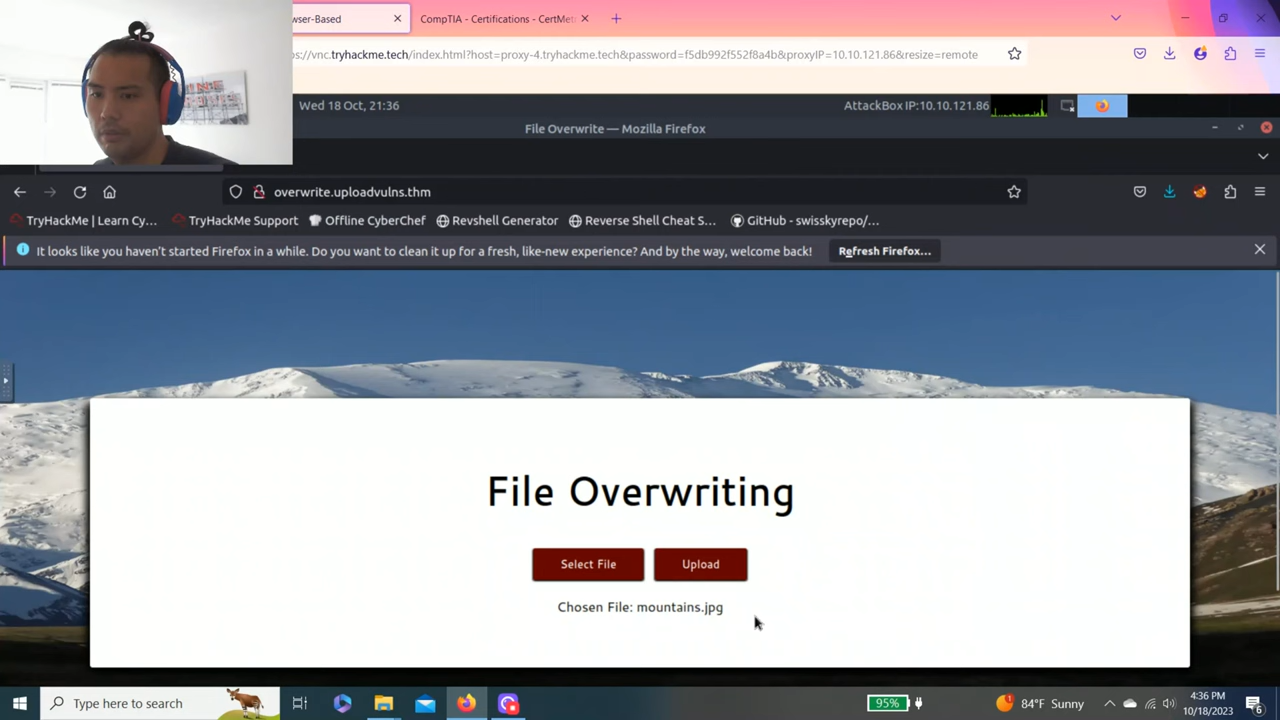 wser-Based
CompTIA - Certifications - CertMet
s://vnc.tryhackme.tech/index.html?host=proxy-4.tryhackme.tech&password=f5db992f552f8a4b&proxyIP=10.10.121.86&resize=remote
Wed 18 Oct, 21:36
AttackBox IP:10.10.121.86
File Overwrite — Mozilla Firefox
overwrite.uploadvulns.thm
TryHackMe | Learn Cy…
TryHackMe Support
Offline CyberChef
Revshell Generator
Reverse Shell Cheat S…
GitHub - swisskyrepo/…
It looks like you haven't started Firefox in a while. Do you want to clean it up for a fresh, like-new experience? And by the way, welcome back!
Refresh Firefox…
File Overwriting
Select File
Upload
Chosen File: mountains.jpg
Type here to search
95%
1
84°F Sunny
4:36 PM
10/18/2023
6